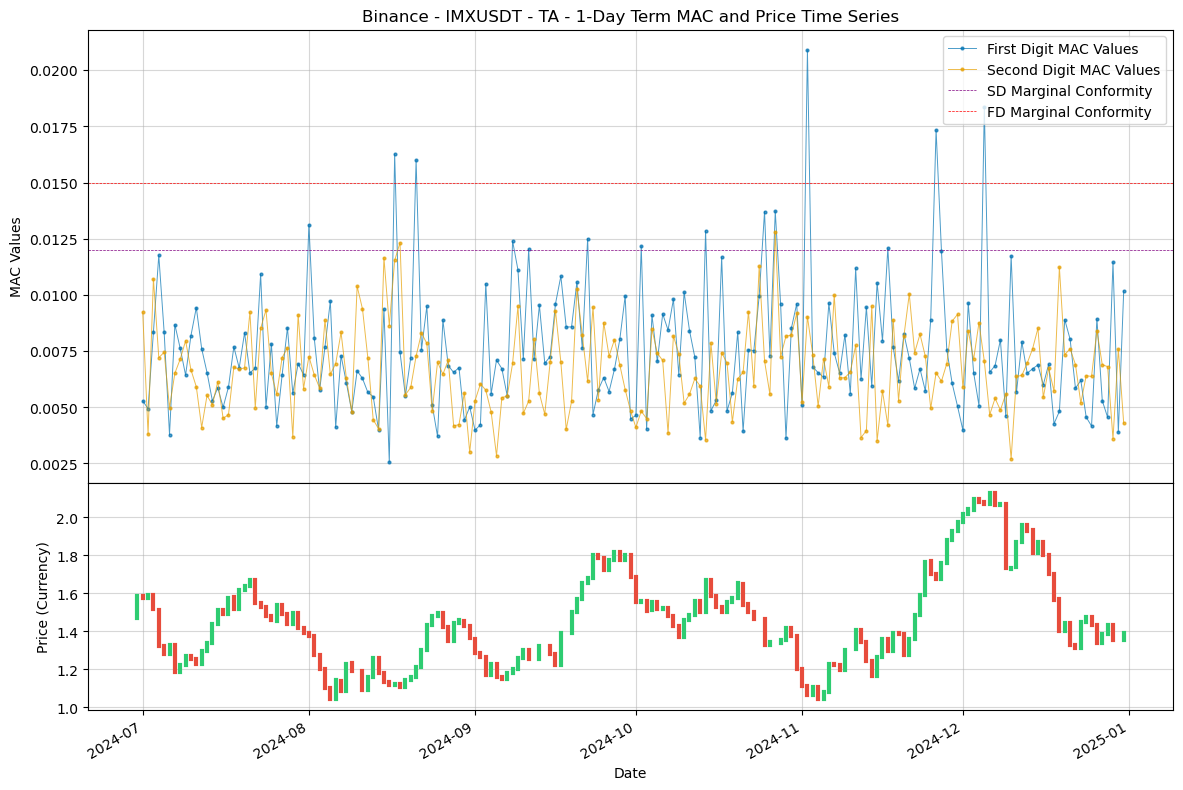 Binance - IMXUSDT - TA - 1-Day Term MAC and Price Time Series
First Digit MAC Values
Second Digit MAC Values
SD Marginal Conformity
FD Marginal Conformity
MAC Values
0.0200
0.0175
0.0150
0.0125
0.0100
0.0075
0.0050
0.0025
Price (Currency)
2.0
1.8
1.6
1.4
1.2
1.0
2024-07
2024-08
2024-09
2024-10
2024-11
2024-12
2025-01
Date